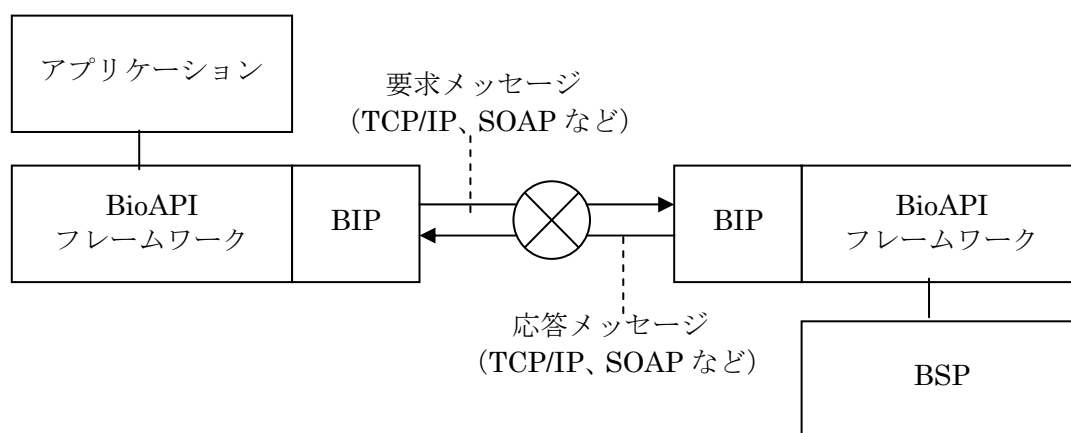 アプリケーション
要求メッセージ
（TCP/IP、SOAP など）
BioAPI
フレームワーク
BIP
BIP
BioAPI
フレームワーク
応答メッセージ
（TCP/IP、SOAP など）
BSP